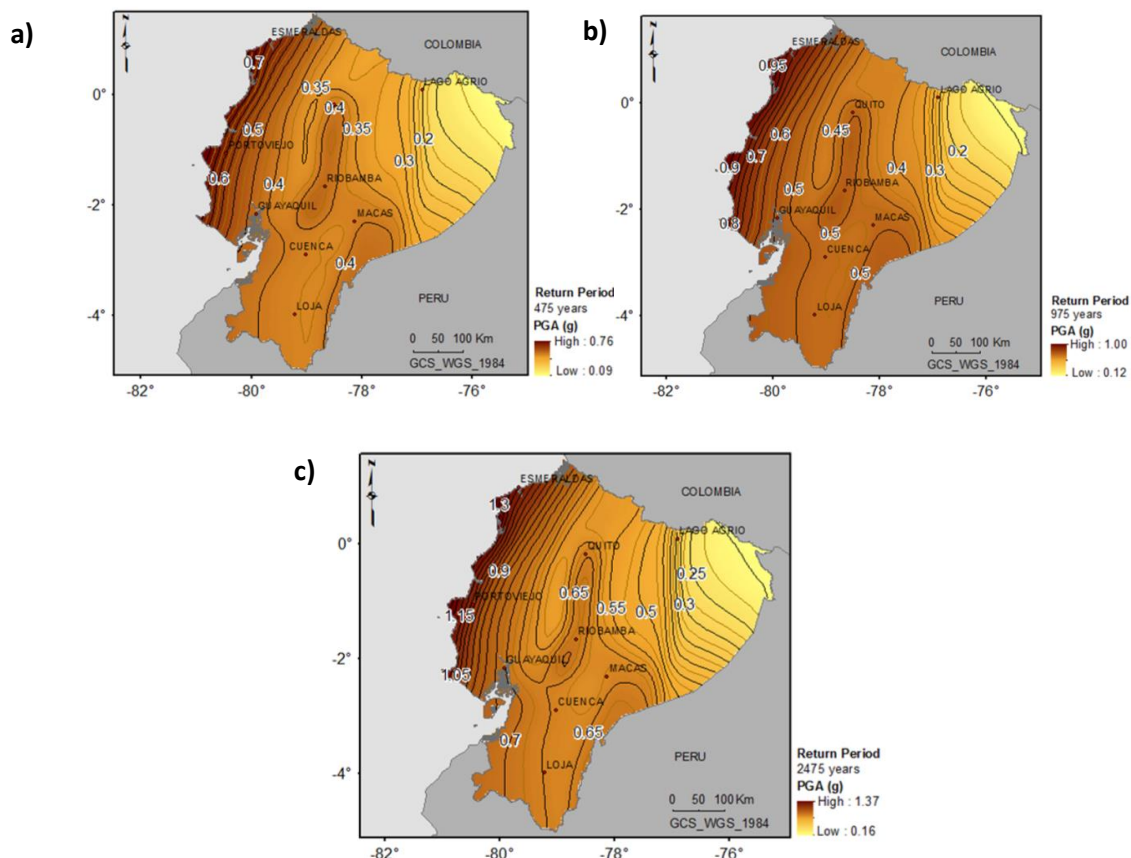 a)
N
ESMERALDAS
COLOMBIA
0.7
LAGO AGRIO
0°
0.35
0.4
0.5
0.35
0.2
PORTOVIEJO
0.3
0.6
0.4
RIOBAMBA
-2°
GUAYAQUIL
MACAS
CUENCA
0.4
LOJA
PERU
-4°
Return Period
475 years
PGA (g)
High : 0.76
Low : 0.09
0 50 100 Km
GCS_WGS_1984
-82 -80 -78 -76
b)
N
ESMERALDAS
COLOMBIA
0.95
LAGO AGRIO
0°
QUITO
0.6
0.45
0.7
0.9
0.4
0.2
0.3
0.5
RIOBAMBA
-2°
GUAYAQUIL
0.8
MACAS
0.5
CUENCA
0.5
LOJA
PERU
-4°
Return Period
975 years
PGA (g)
High : 1.00
Low : 0.12
0 50 100 Km
GCS_WGS_1984
-82 -80 -78 -76
c)
N
ESMERALDAS
COLOMBIA
1.3
LAGO AGRIO
0°
QUITO
0.9
0.25
PORTOVIEJO
0.65
0.55
0.5
0.3
1.15
RIOBAMBA
-2°
GUAYAQUIL
MACAS
1.05
CUENCA
0.7
0.65
LOJA
PERU
-4°
Return Period
2475 years
PGA (g)
High : 1.37
Low : 0.16
0 50 100 Km
GCS_WGS_1984
-82 -80 -78 -76